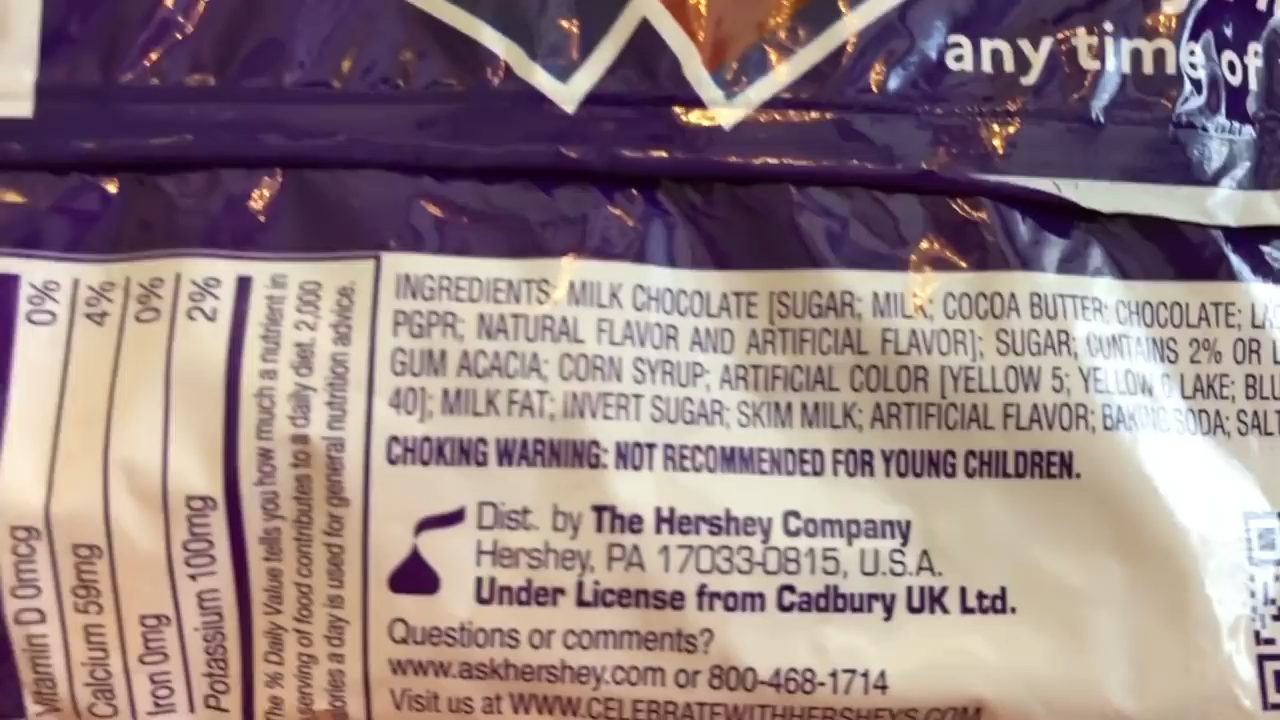 any time of
0%
4%
0%
2%
Vitamin D 0mcg
Calcium 59mg
Iron 0mg
Potassium 100mg
The % Daily Value tells you how much a nutrient in
serving of food contributes to a daily diet. 2,000
calories a day is used for general nutrition advice.
INGREDIENTS: MILK CHOCOLATE [SUGAR; MILK; COCOA BUTTER; CHOCOLATE;
PGPR; NATURAL FLAVOR AND ARTIFICIAL FLAVOR]; SUGAR; CONTAINS 2% OR
GUM ACACIA; CORN SYRUP; ARTIFICIAL COLOR [YELLOW 5; YELLOW LAKE;
40]; MILK FAT; INVERT SUGAR; SKIM MILK; ARTIFICIAL FLAVOR; BAKING SODA; SALT
CHOKING WARNING: NOT RECOMMENDED FOR YOUNG CHILDREN.
Dist. by The Hershey Company
Hershey, PA 17033-0815, U.S.A.
Under License from Cadbury UK Ltd.
Questions or comments?
www.askhershey.com or 800-468-1714
Visit us at WWW.CELEBRATEWITHHERSHEYS.COM